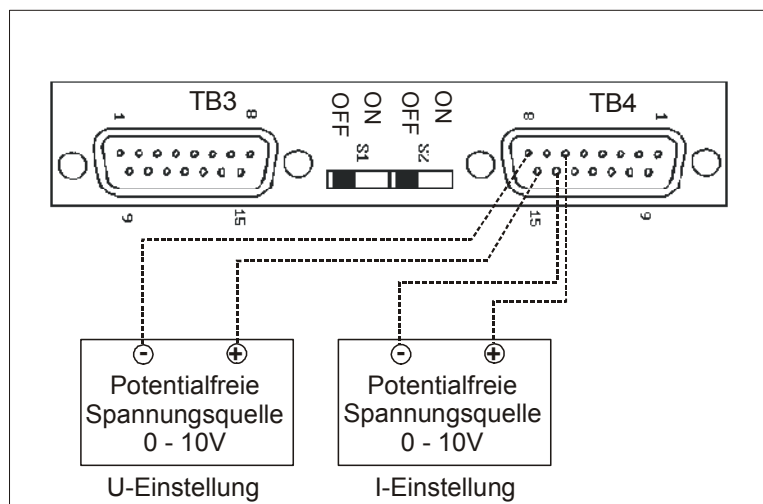 TB3
OFF
ON
OFF
ON
TB4
1
8
S1
S2
8
1
9
15
15
9
-
+
-
+
Potentialfreie
Spannungsquelle
0 - 10V
Potentialfreie
Spannungsquelle
0 - 10V
U-Einstellung
I-Einstellung